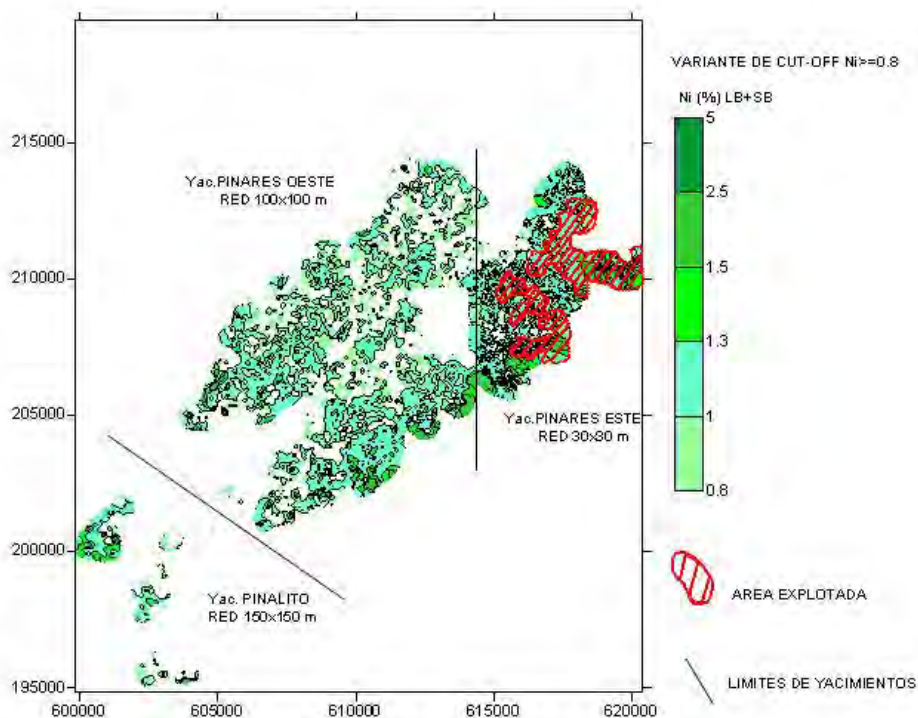 VARIANTE DE CUT-OFF Ni>=0.8
Ni (%) LB+SB
5
2.5
1.5
1.3
1
0.8
215000
210000
205000
200000
195000
Yac.PINARES OESTE
RED 100x100 m
Yac.PINARES ESTE
RED 30x30 m
Yac. PINALITO
RED 150x150 m
AREA EXPLOTADA
LIMITES DE YACIMIENTOS
600000 605000 610000 615000 620000